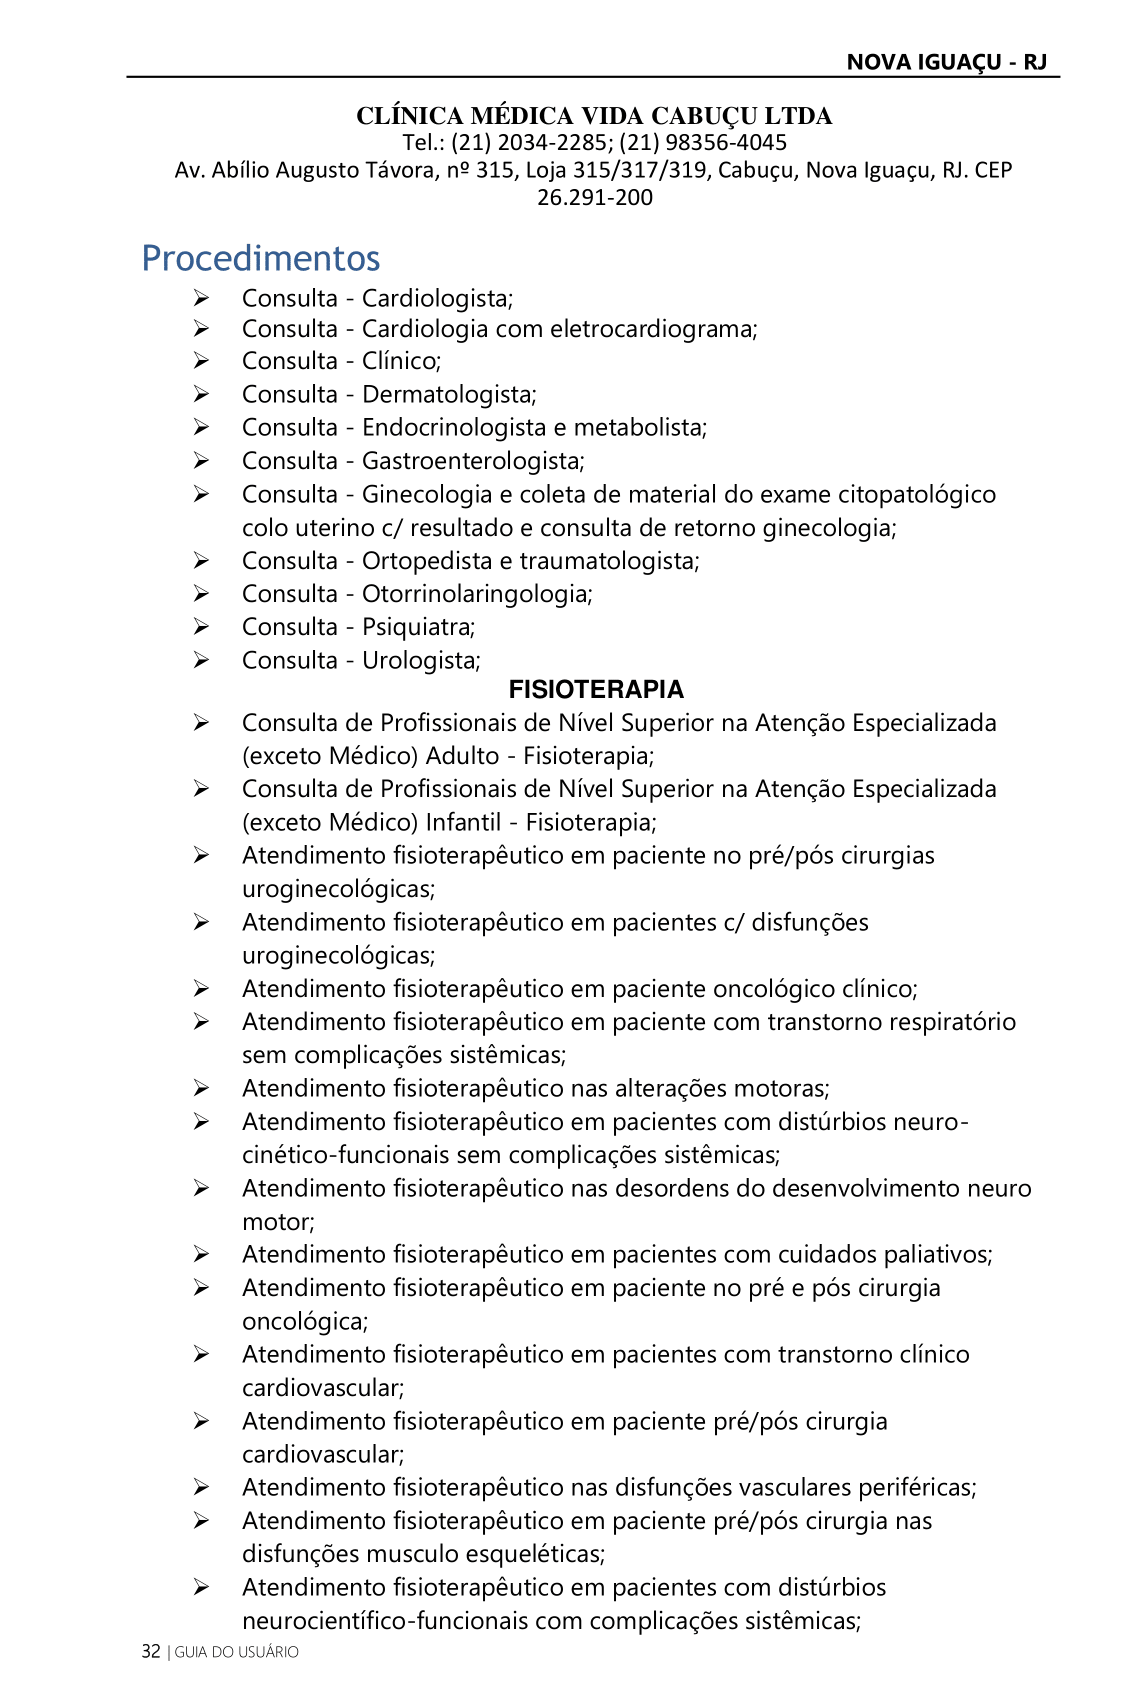 NOVA IGUAÇU - RJ
CLÍNICA MÉDICA VIDA CABUÇU LTDA
Tel.: (21) 2034-2285; (21) 98356-4045
Av. Abílio Augusto Távora, nº 315, Loja 315/317/319, Cabuçu, Nova Iguaçu, RJ. CEP
26.291-200
Procedimentos
➢ Consulta - Cardiologista;
➢ Consulta - Cardiologia com eletrocardiograma;
➢ Consulta - Clínico;
➢ Consulta - Dermatologista;
➢ Consulta - Endocrinologista e metabolista;
➢ Consulta - Gastroenterologista;
➢ Consulta - Ginecologia e coleta de material do exame citopatológico
colo uterino c/ resultado e consulta de retorno ginecologia;
➢ Consulta - Ortopedista e traumatologista;
➢ Consulta - Otorrinolaringologia;
➢ Consulta - Psiquiatra;
➢ Consulta - Urologista;
FISIOTERAPIA
➢ Consulta de Profissionais de Nível Superior na Atenção Especializada
(exceto Médico) Adulto - Fisioterapia;
➢ Consulta de Profissionais de Nível Superior na Atenção Especializada
(exceto Médico) Infantil - Fisioterapia;
➢ Atendimento fisioterapêutico em paciente no pré/pós cirurgias
uroginecológicas;
➢ Atendimento fisioterapêutico em pacientes c/ disfunções
uroginecológicas;
➢ Atendimento fisioterapêutico em paciente oncológico clínico;
➢ Atendimento fisioterapêutico em paciente com transtorno respiratório
sem complicações sistêmicas;
➢ Atendimento fisioterapêutico nas alterações motoras;
➢ Atendimento fisioterapêutico em pacientes com distúrbios neuro-
cinético-funcionais sem complicações sistêmicas;
➢ Atendimento fisioterapêutico nas desordens do desenvolvimento neuro
motor;
➢ Atendimento fisioterapêutico em pacientes com cuidados paliativos;
➢ Atendimento fisioterapêutico em paciente no pré e pós cirurgia
oncológica;
➢ Atendimento fisioterapêutico em pacientes com transtorno clínico
cardiovascular;
➢ Atendimento fisioterapêutico em paciente pré/pós cirurgia
cardiovascular;
➢ Atendimento fisioterapêutico nas disfunções vasculares periféricas;
➢ Atendimento fisioterapêutico em paciente pré/pós cirurgia nas
disfunções musculo esqueléticas;
➢ Atendimento fisioterapêutico em pacientes com distúrbios
neurocientífico-funcionais com complicações sistêmicas;
32 | GUIA DO USUÁRIO